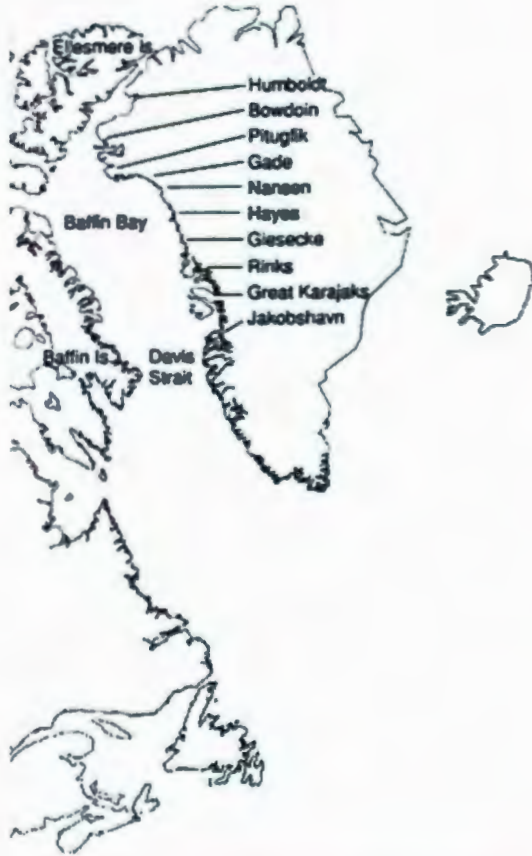 Ellesmere Is.
Humboldt
Bowdoin
Pitugfik
Gade
Nansen
Baffin Bay
Hayes
Giesecke
Rinks
Great Karajaks
Jakobshavn
Baffin Is.
Davis
Strait